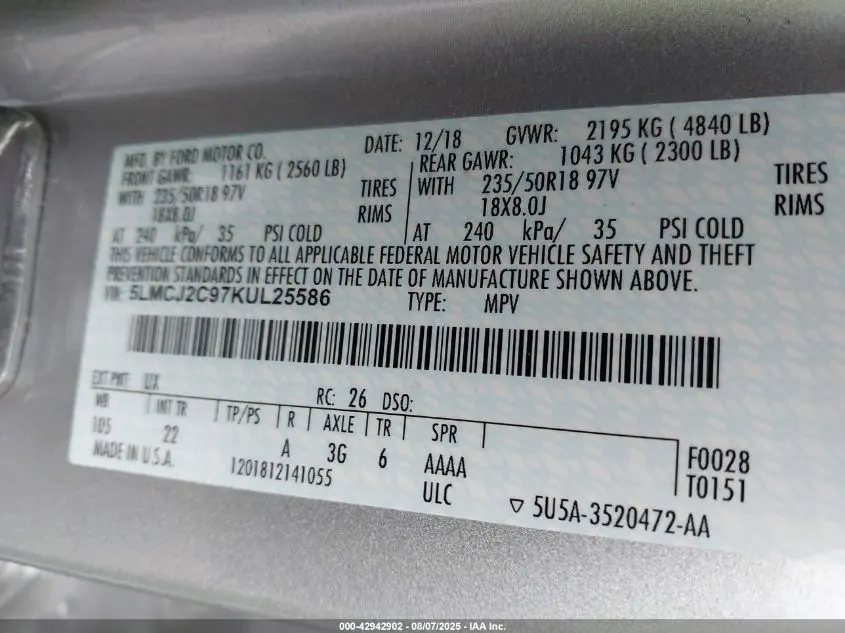 MFD. BY FORD MOTOR CO. DATE: 12/18 GVWR: 2195 KG ( 4840 LB)
FRONT GAWR: 1161 KG ( 2560 LB) REAR GAWR: 1043 KG ( 2300 LB)
WITH 235/50R18 97V TIRES WITH 235/50R18 97V TIRES
18X8.0J RIMS 18X8.0J RIMS
AT 240 kPa/ 35 PSI COLD AT 240 kPa/ 35 PSI COLD
THIS VEHICLE CONFORMS TO ALL APPLICABLE FEDERAL MOTOR VEHICLE SAFETY AND THEFT
PREVENTION STANDARDS IN EFFECT ON THE DATE OF MANUFACTURE SHOWN ABOVE.
VIN: 5LMCJ2C97KUL25586 TYPE: MPV
EXT PNT: UX RC: 26 DSO:
WB INT TR TP/PS R AXLE TR SPR
105 22 A 3G 6 AAAA F0028
MADE IN U.S.A. 1201812141055 ULC T0151
5U5A-3520472-AA
000-42942902 - 08/07/2025 - IAA Inc.